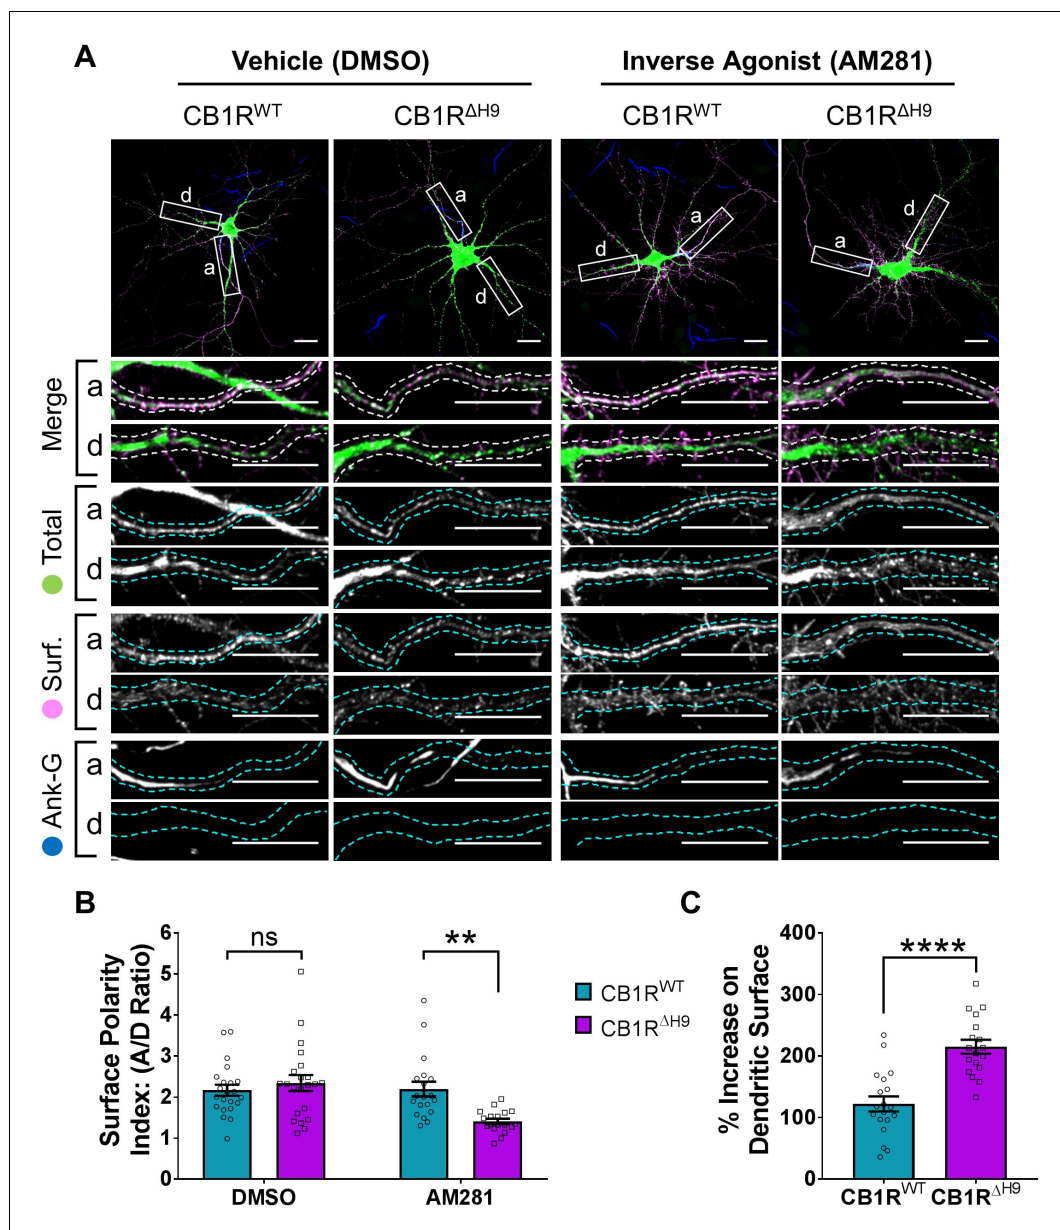 A
Vehicle (DMSO)
Inverse Agonist (AM281)
CB1R^WT
CB1R^ΔH9
CB1R^WT
CB1R^ΔH9
d
a
a
d
a
d
d
a
Merge
a
d
Total
a
d
Surf.
a
d
Ank-G
a
d
B
Surface Polarity
Index: (A/D Ratio)
6
5
4
3
2
1
0
ns
**
DMSO
AM281
CB1R^WT
CB1R^ΔH9
C
% Increase on
Dendritic Surface
400
300
200
100
0
****
CB1R^WT
CB1R^ΔH9